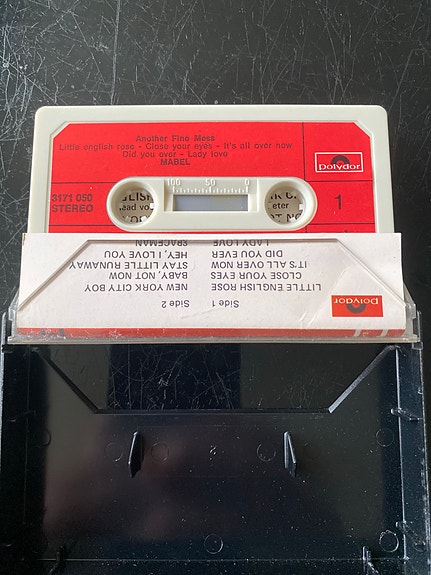 Another Fine Mess
Little english rose - Close your eyes - It's all over now
Did you ever - Lady love
MABEL
polydor
3171 050
STEREO
1
100 50 0
Side 1
LITTLE ENGLISH ROSE
CLOSE YOUR EYES
IT'S ALL OVER NOW
DID YOU EVER
LADY LOVE
Side 2
NEW YORK CITY BOY
BABY, NOT NOW
STAY LITTLE RUNAWAY
HEY, I LOVE YOU
SPACEMAN
polydor